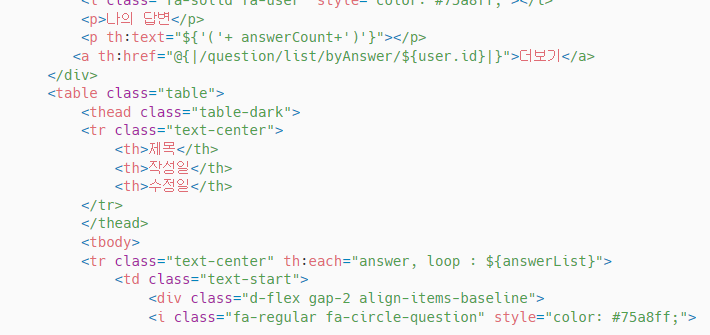 <i class="fa-solid fa-user" style="color: #75a8ff;"></i>
<p>나의 답변</p>
<p th:text="${'('+ answerCount+')'}"></p>
<a th:href="@{|/question/list/byAnswer/${user.id}|}">더보기</a>
</div>
<table class="table">
<thead class="table-dark">
<tr class="text-center">
<th>제목</th>
<th>작성일</th>
<th>수정일</th>
</tr>
</thead>
<tbody>
<tr class="text-center" th:each="answer, loop : ${answerList}">
<td class="text-start">
<div class="d-flex gap-2 align-items-baseline">
<i class="fa-regular fa-circle-question" style="color: #75a8ff;">